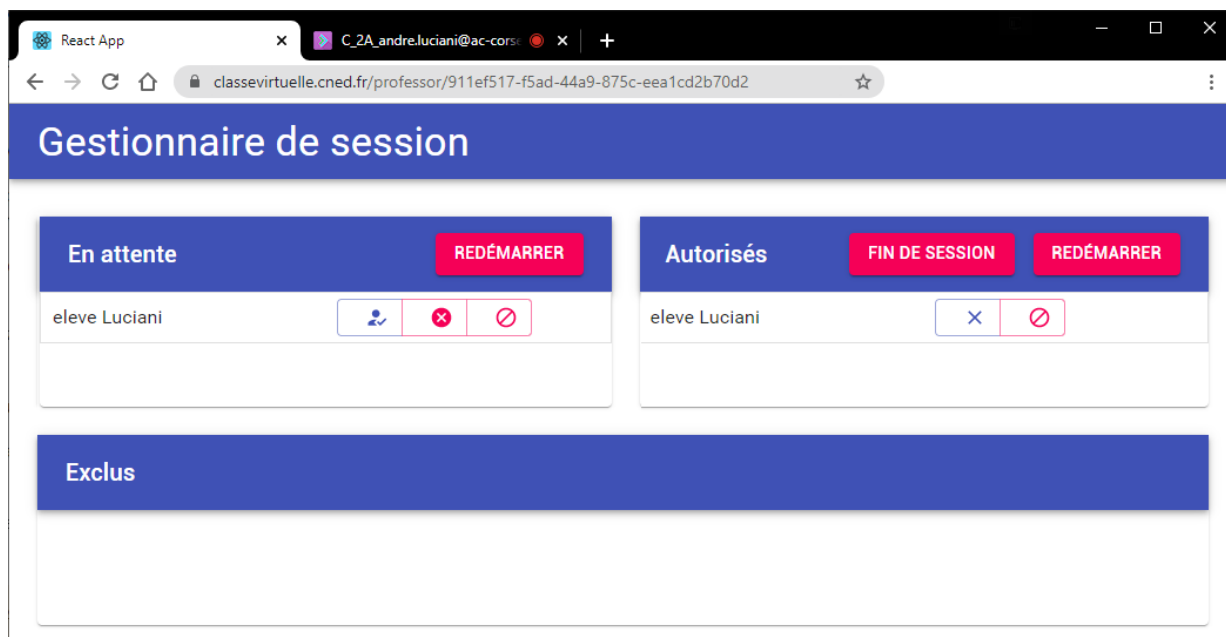 React App
C_2A_andre.luciani@ac-corse
classevirtuelle.cned.fr/professor/911ef517-f5ad-44a9-875c-eea1cd2b70d2
Gestionnaire de session
En attente
REDÉMARRER
eleve Luciani
Autorisés
FIN DE SESSION
REDÉMARRER
eleve Luciani
Exclus